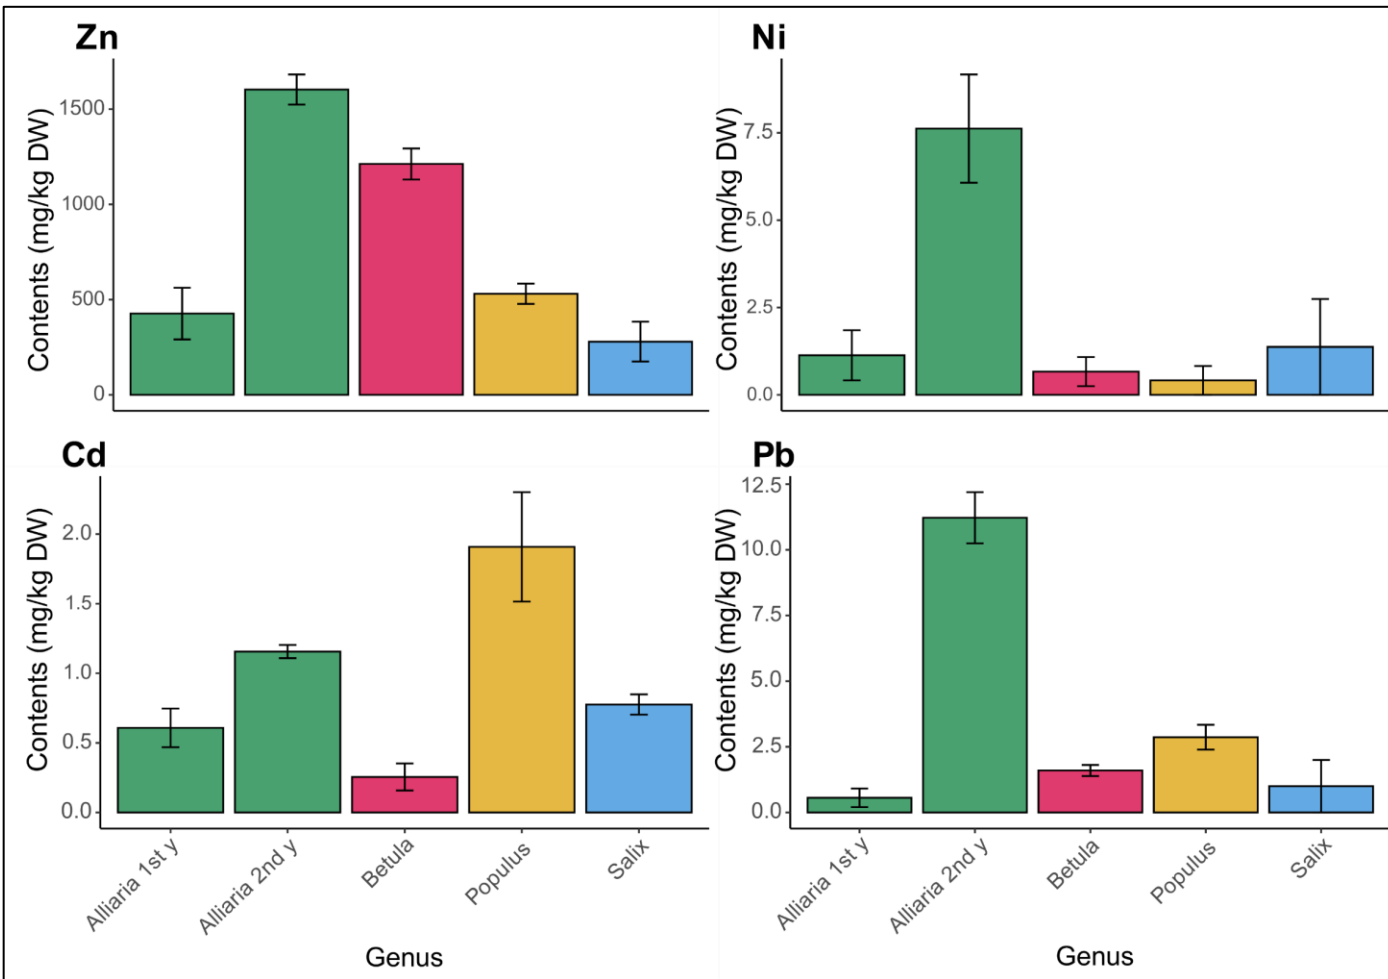 Zn
Contents (mg/kg DW)
1500
1000
500
0
Ni
Contents (mg/kg DW)
7.5
5.0
2.5
0.0
Cd
Contents (mg/kg DW)
2.0
1.5
1.0
0.5
0.0
Alliaria 1st y
Alliaria 2nd y
Betula
Populus
Salix
Genus
Pb
Contents (mg/kg DW)
12.5
10.0
7.5
5.0
2.5
0.0
Alliaria 1st y
Alliaria 2nd y
Betula
Populus
Salix
Genus